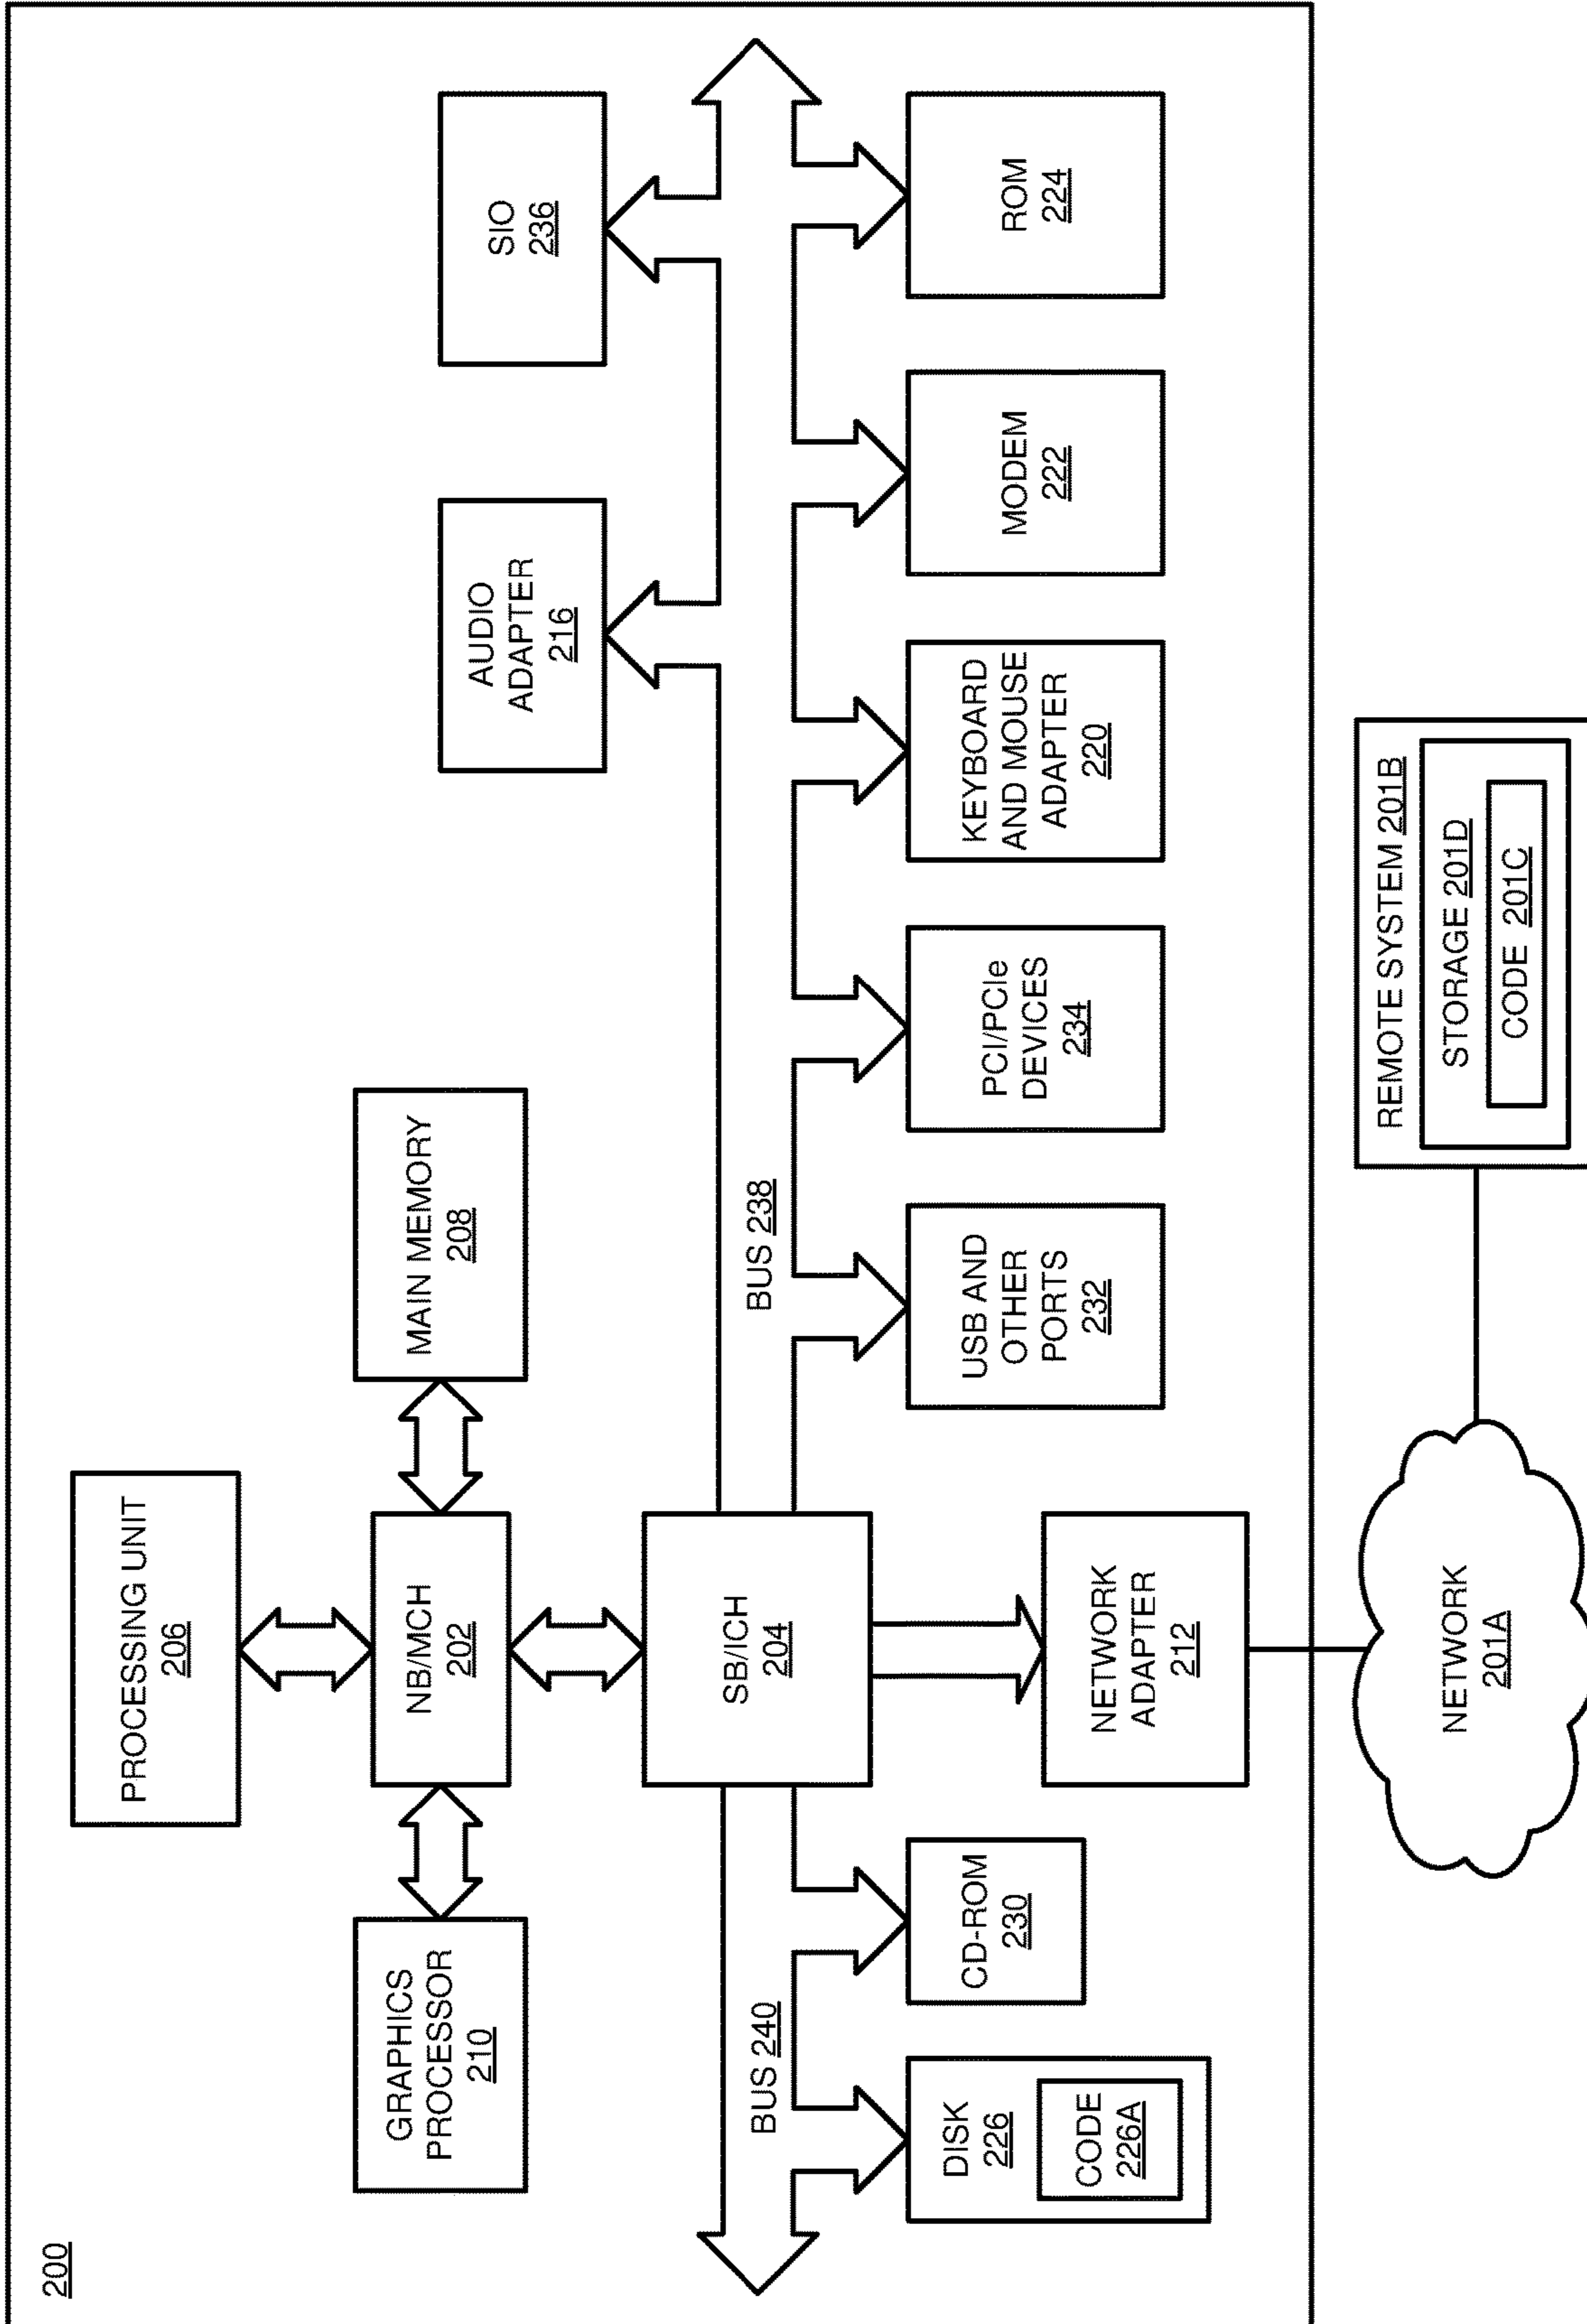 200
PROCESSING UNIT
206
GRAPHICS
PROCESSOR
210
NB/MCH
202
MAIN MEMORY
208
AUDIO
ADAPTER
216
SIO
236
SB/ICH
204
BUS 240
BUS 238
DISK
226
CODE
226A
CD-ROM
230
NETWORK
ADAPTER
212
USB AND
OTHER
PORTS
232
PCI/PCIe
DEVICES
234
KEYBOARD
AND MOUSE
ADAPTER
220
MODEM
222
ROM
224
NETWORK
201A
REMOTE SYSTEM 201B
STORAGE 201D
CODE 201C